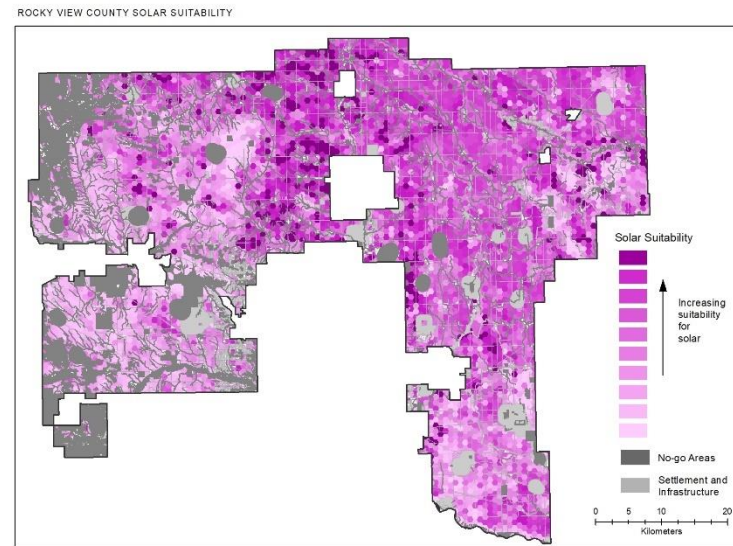 ROCKY VIEW COUNTY SOLAR SUITABILITY
Solar Suitability
Increasing
suitability
for
solar
No-go Areas
Settlement and
Infrastructure
0 5 10 20
Kilometers